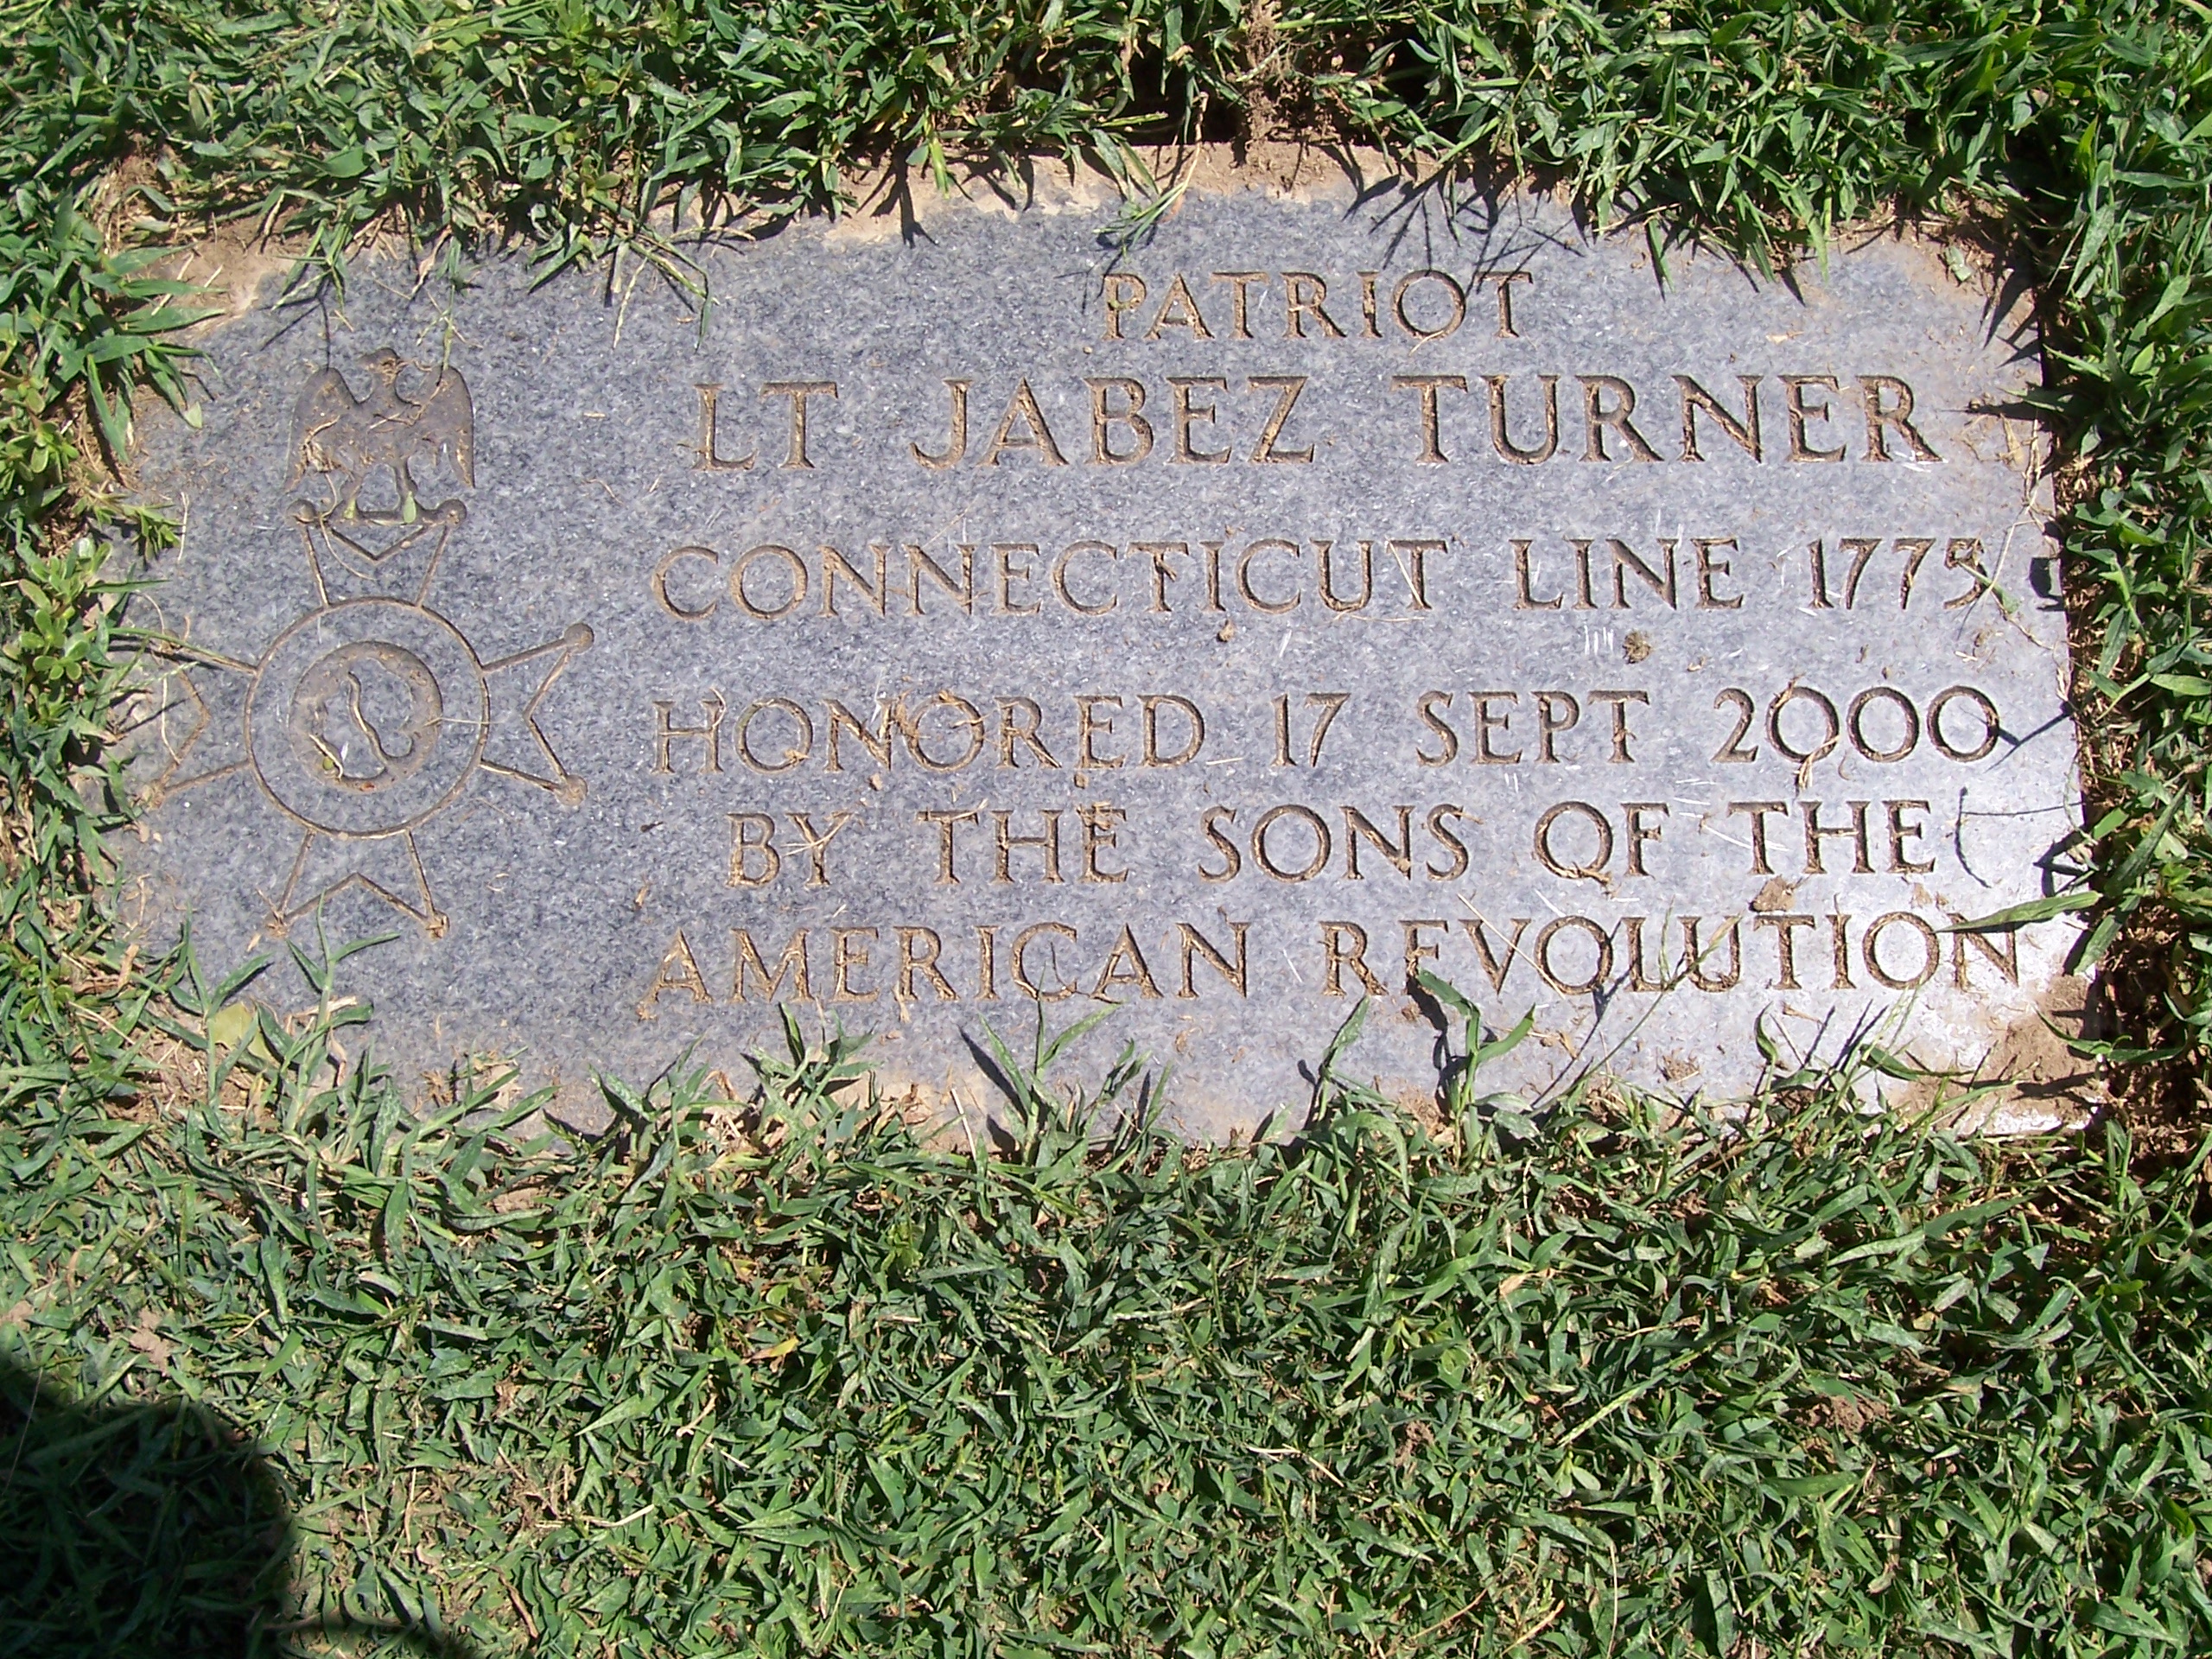 PATRIOT
LT JABEZ TURNER
CONNECTICUT LINE 1775
HONORED 17 SEPT 2000
BY THE SONS OF THE
AMERICAN REVOLUTION